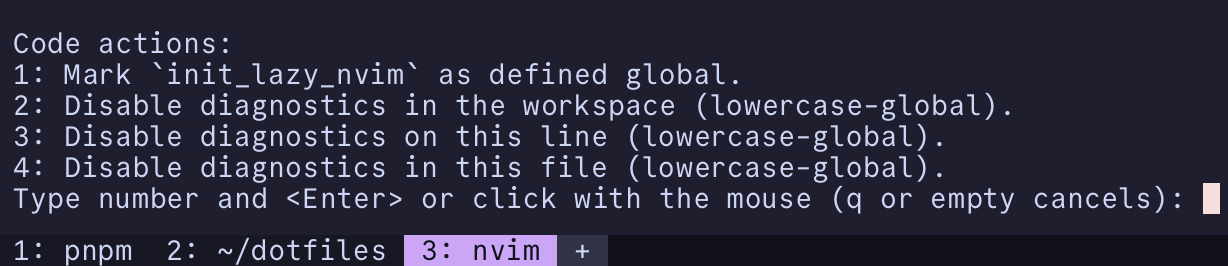 Code actions:
1: Mark `init_lazy_nvim` as defined global.
2: Disable diagnostics in the workspace (lowercase-global).
3: Disable diagnostics on this line (lowercase-global).
4: Disable diagnostics in this file (lowercase-global).
Type number and <Enter> or click with the mouse (q or empty cancels):
1: pnpm 2: ~/dotfiles 3: nvim +